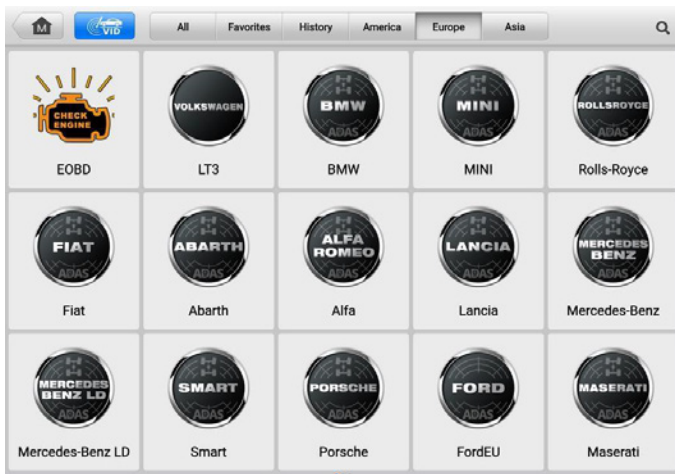 M VID All Favorites History America Europe Asia
CHECK
ENGINE
EOBD
VOLKSWAGEN
LT3
BMW
ADAS
BMW
MINI
ADAS
MINI
ROLLSROYCE
ADAS
Rolls-Royce
FIAT
ADAS
Fiat
ABARTH
ADAS
Abarth
ALFA
ROMEO
ADAS
Alfa
LANCIA
ADAS
Lancia
MERCEDES
BENZ
ADAS
Mercedes-Benz
MERCEDES
BENZ LD
ADAS
Mercedes-Benz LD
SMART
ADAS
Smart
PORSCHE
ADAS
Porsche
FORD
ADAS
FordEU
MASERATI
ADAS
Maserati